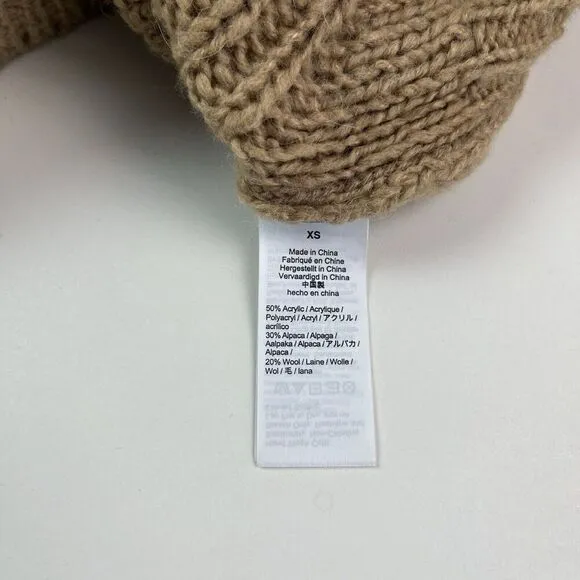 XS
Made in China
Fabriqué en Chine
Hergestellt in China
Vervaardigd in China
中国製
hecho en china
50% Acrylic / Acrylique /
Polyacryl / Acryl / アクリル /
acrílico
30% Alpaca / Alpaga /
Aalpaka / Alpaca / アルパカ /
Alpaca /
20% Wool / Laine / Wolle /
Wol / 毛 / lana